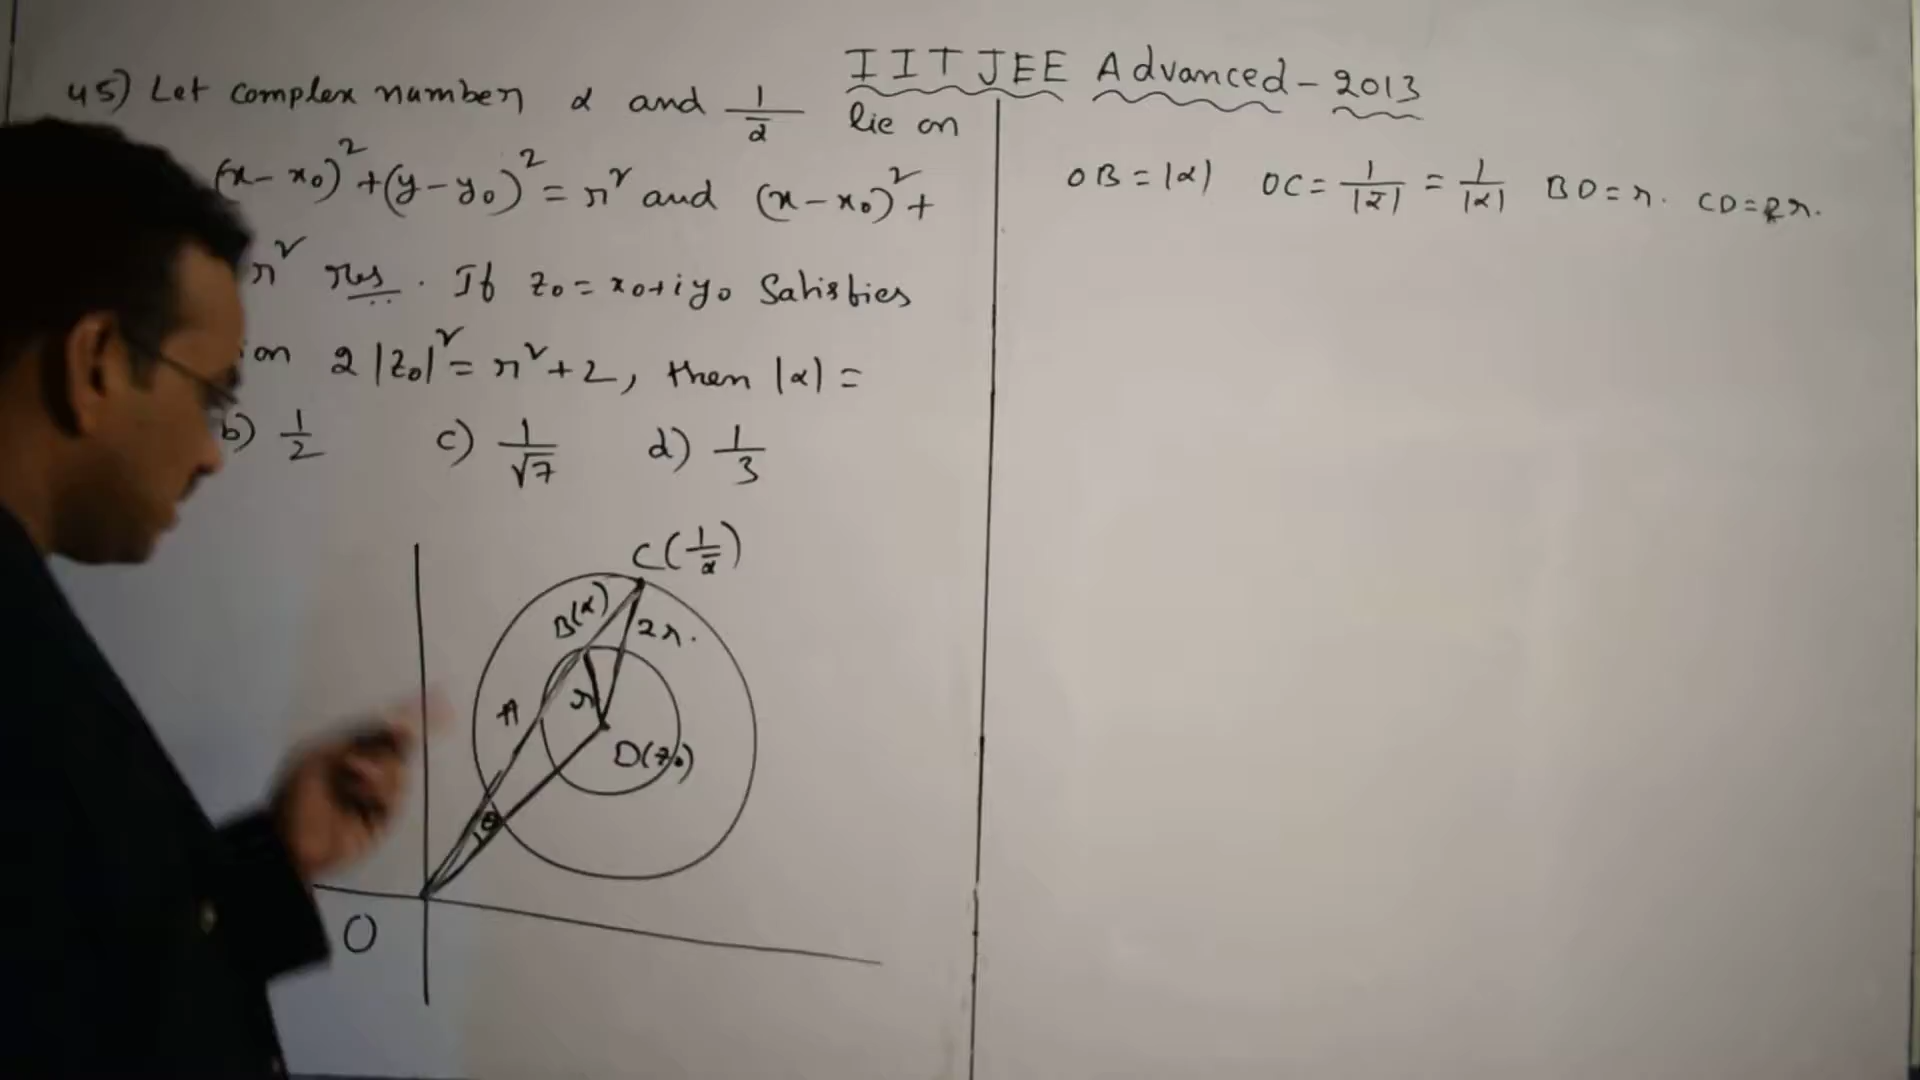 IIT JEE Advanced - 2013
45) Let complex number α and 1/ᾱ lie on
(x-x₀)²+(y-y₀)²=r² and (x-x₀)²+
r² res. If z₀=x₀+iy₀ Satisfies
on 2|z₀|²=r²+2, then |α|=
b) 1/2 c) 1/√7 d) 1/3
C(1/ᾱ)
B(α)
2r.
r
A
D(z₀)
θ
O
OB=|α| OC=1/|ᾱ|=1/|α| BD=r. CD=2r.